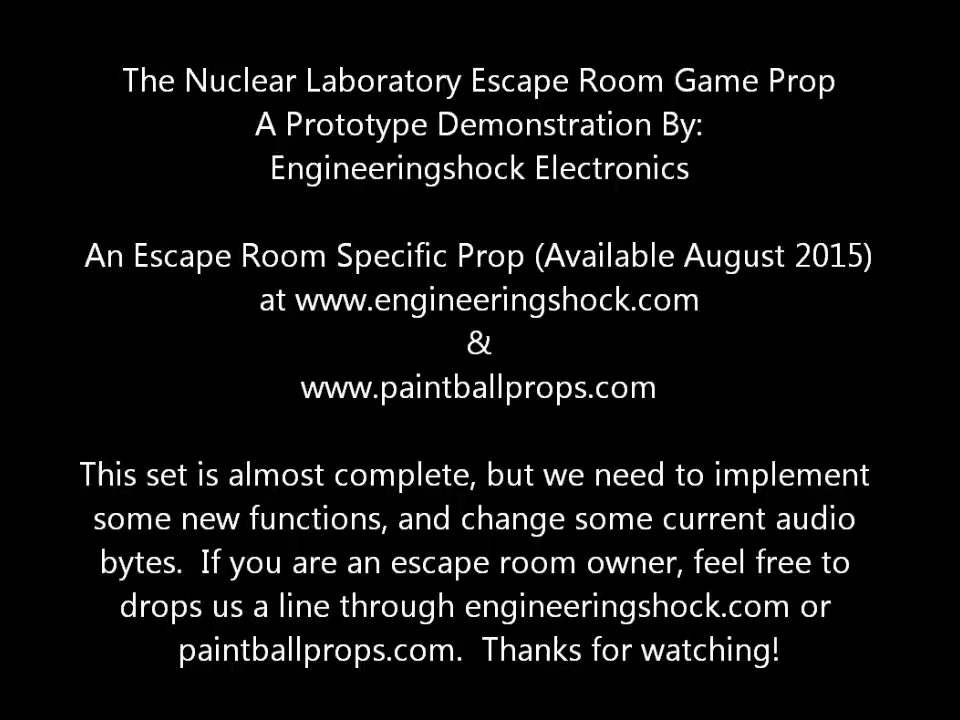 The Nuclear Laboratory Escape Room Game Prop
A Prototype Demonstration By:
Engineeringshock Electronics
An Escape Room Specific Prop (Available August 2015)
at www.engineeringshock.com
&
www.paintballprops.com
This set is almost complete, but we need to implement
some new functions, and change some current audio
bytes.  If you are an escape room owner, feel free to
drops us a line through engineeringshock.com or
paintballprops.com.  Thanks for watching!